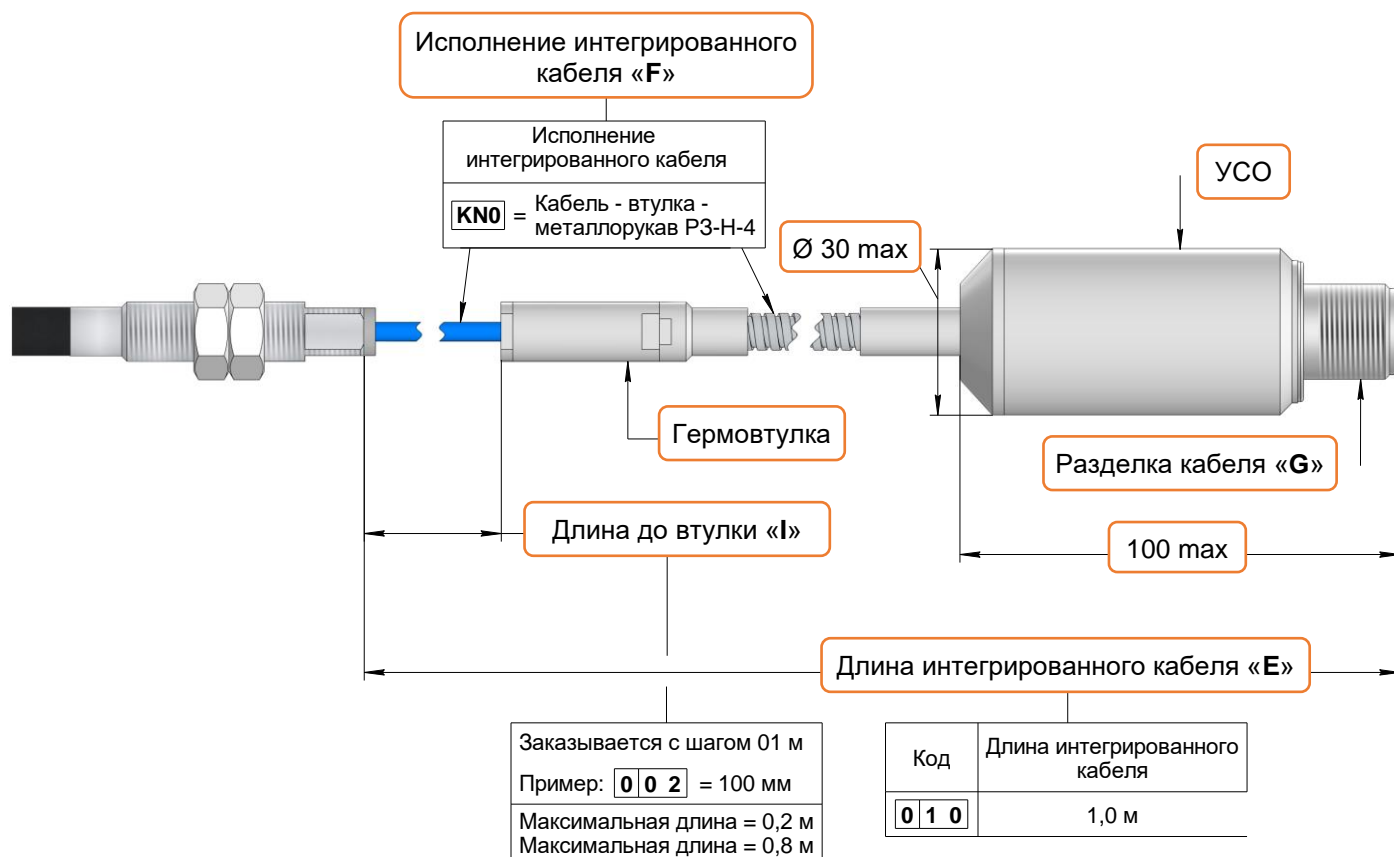 Исполнение интегрированного
кабеля «F»
Исполнение
интегрированного кабеля
KN0 = Кабель - втулка -
металлорукав РЗ-Н-4
УСО
Ø 30 max
Гермовтулка
Разделка кабеля «G»
Длина до втулки «I»
100 max
Длина интегрированного кабеля «E»
Заказывается с шагом 01 м
Пример: 0 0 2 = 100 мм
Максимальная длина = 0,2 м
Максимальная длина = 0,8 м
Код
Длина интегрированного
кабеля
0 1 0
1,0 м